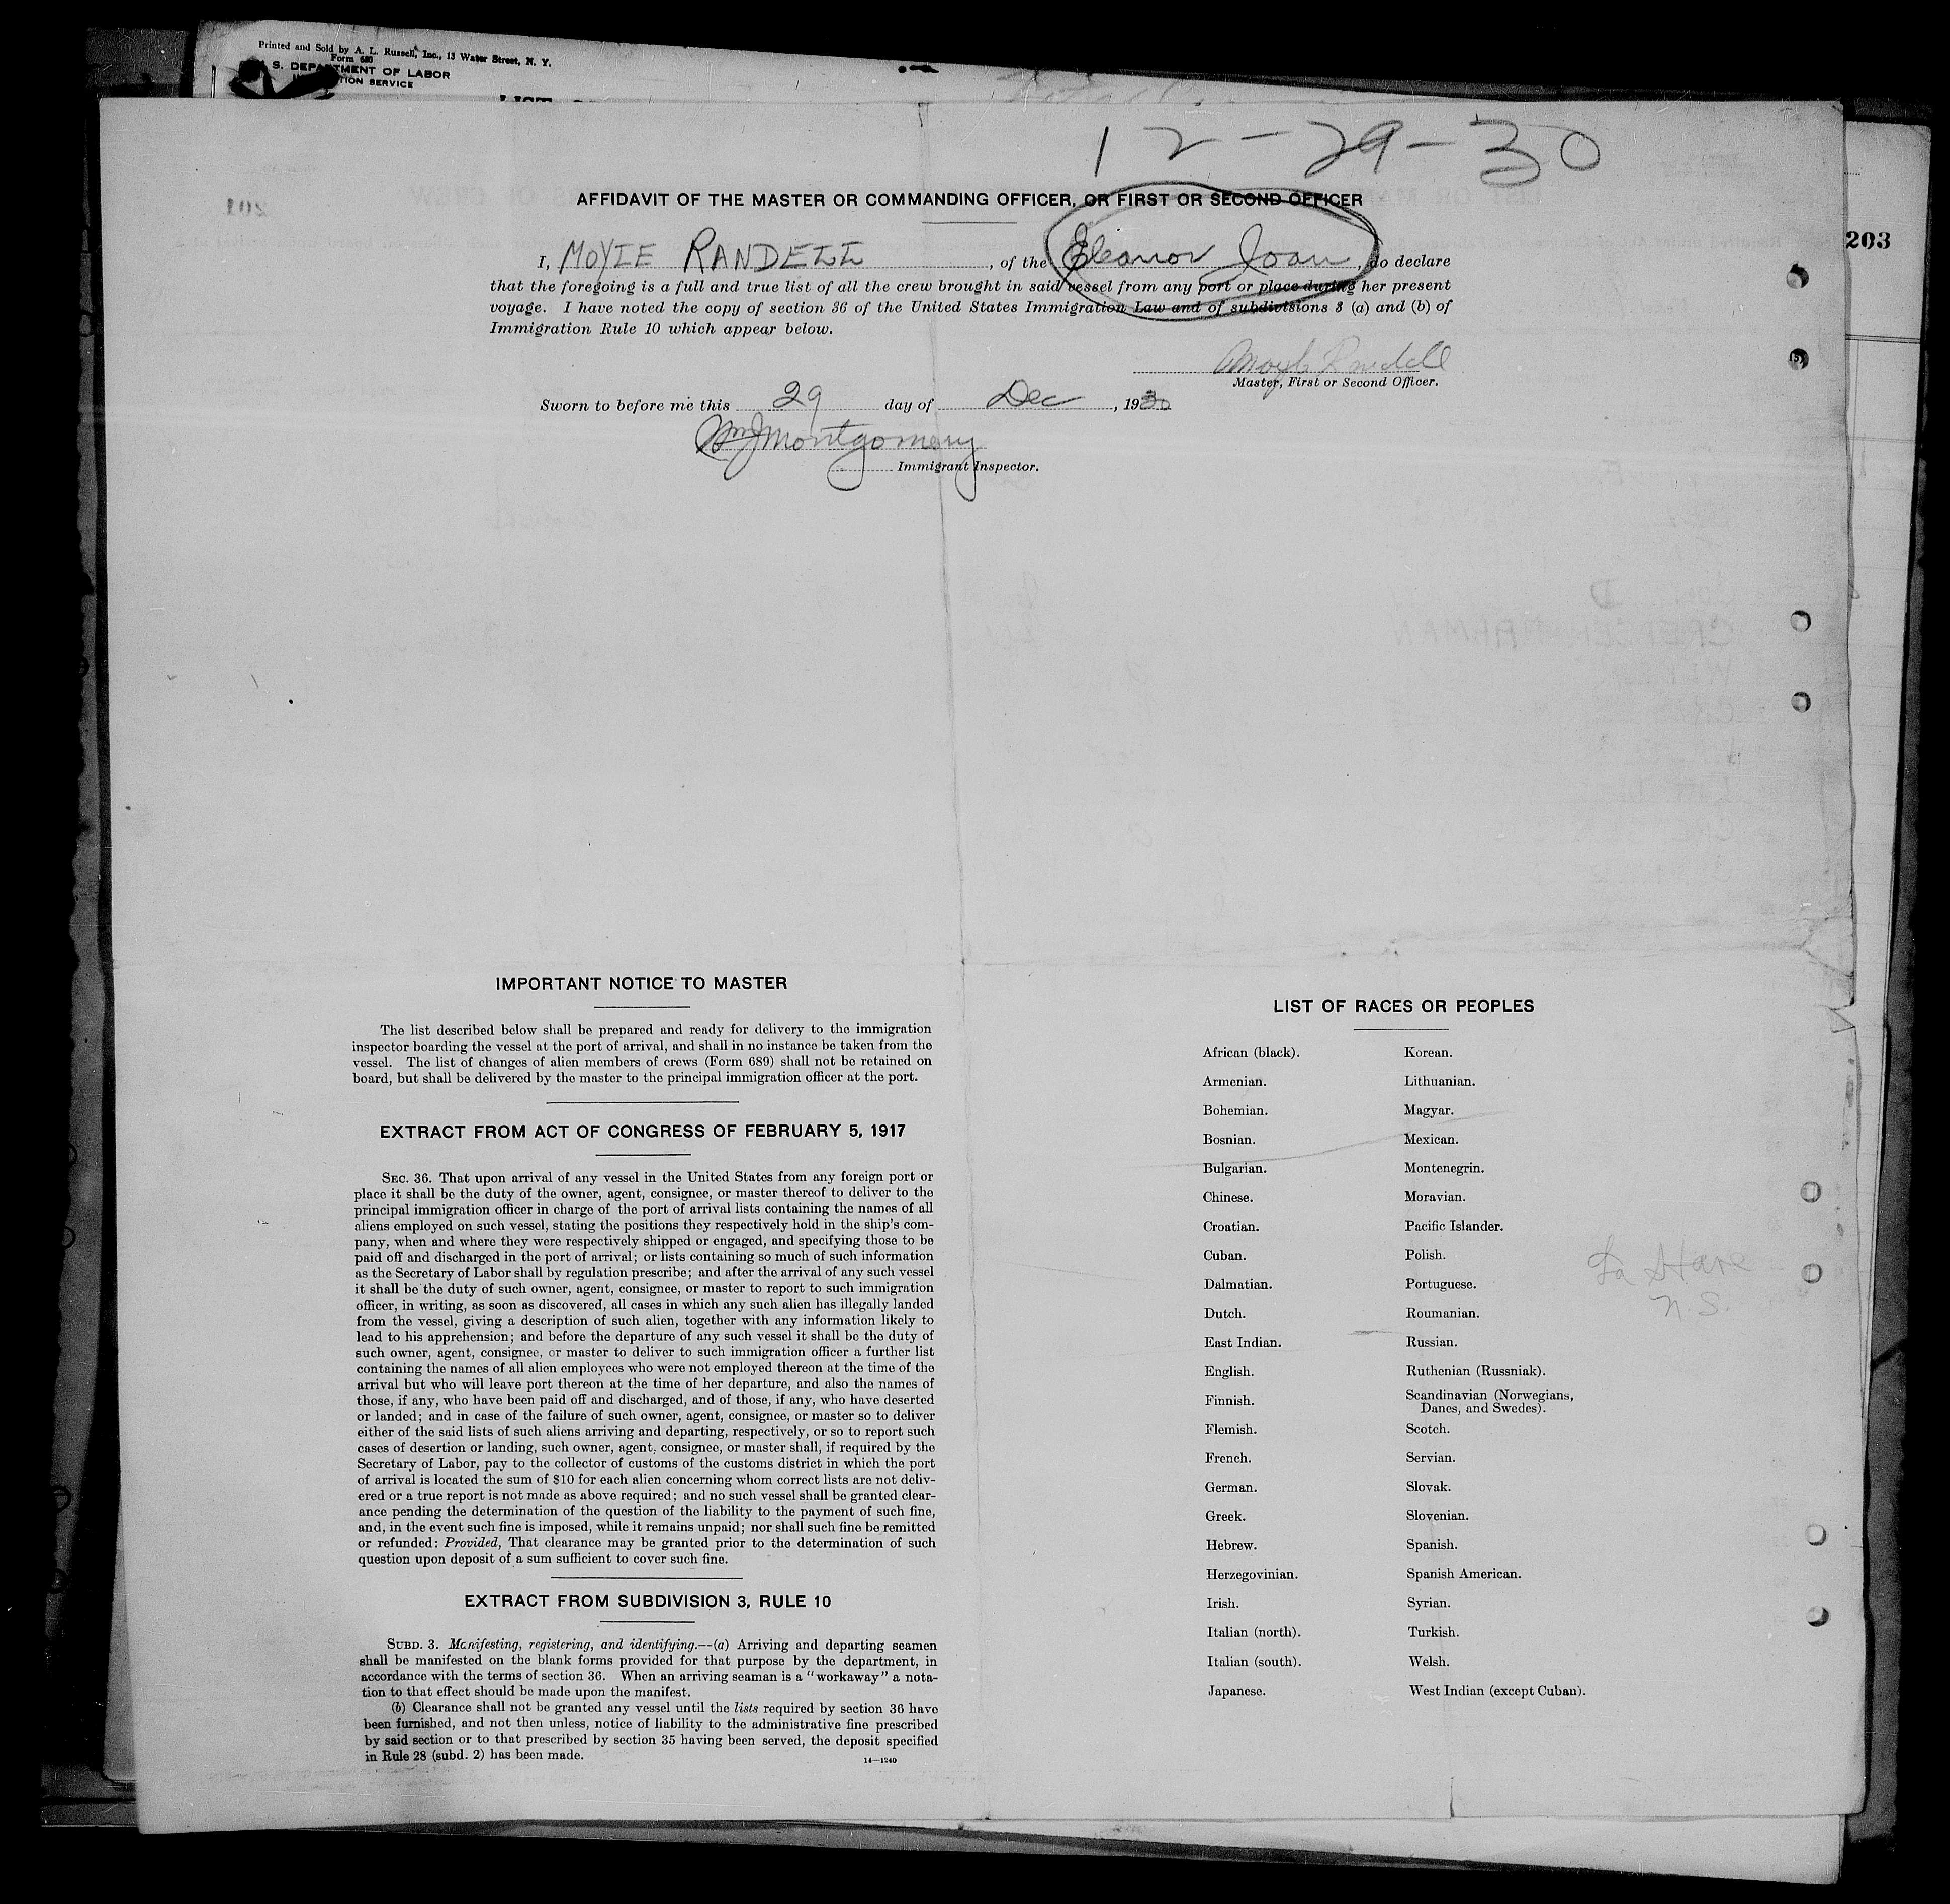 Printed and Sold by A. L. Russell, Inc., 13 Water Street, N. Y.
Form 680
S. DEPARTMENT OF LABOR
TION SERVICE
12-29-30
203
AFFIDAVIT OF THE MASTER OR COMMANDING OFFICER, OR FIRST OR SECOND OFFICER
I, MOYLE RANDELL, of the Eleanor Joan, do declare
that the foregoing is a full and true list of all the crew brought in said vessel from any port or place during her present
voyage. I have noted the copy of section 36 of the United States Immigration Law and of subdivisions 3 (a) and (b) of
Immigration Rule 10 which appear below.
Moyle Randell
Master, First or Second Officer.
Sworn to before me this 29 day of Dec, 1930
Wm J Montgomery
Immigrant Inspector.
IMPORTANT NOTICE TO MASTER
The list described below shall be prepared and ready for delivery to the immigration
inspector boarding the vessel at the port of arrival, and shall in no instance be taken from the
vessel. The list of changes of alien members of crews (Form 689) shall not be retained on
board, but shall be delivered by the master to the principal immigration officer at the port.
EXTRACT FROM ACT OF CONGRESS OF FEBRUARY 5, 1917
SEC. 36. That upon arrival of any vessel in the United States from any foreign port or
place it shall be the duty of the owner, agent, consignee, or master thereof to deliver to the
principal immigration officer in charge of the port of arrival lists containing the names of all
aliens employed on such vessel, stating the positions they respectively hold in the ship's com-
pany, when and where they were respectively shipped or engaged, and specifying those to be
paid off and discharged in the port of arrival; or lists containing so much of such information
as the Secretary of Labor shall by regulation prescribe; and after the arrival of any such vessel
it shall be the duty of such owner, agent, consignee, or master to report to such immigration
officer, in writing, as soon as discovered, all cases in which any such alien has illegally landed
from the vessel, giving a description of such alien, together with any information likely to
lead to his apprehension; and before the departure of any such vessel it shall be the duty of
such owner, agent, consignee, or master to deliver to such immigration officer a further list
containing the names of all alien employees who were not employed thereon at the time of the
arrival but who will leave port thereon at the time of her departure, and also the names of
those, if any, who have been paid off and discharged, and of those, if any, who have deserted
or landed; and in case of the failure of such owner, agent, consignee, or master so to deliver
either of the said lists of such aliens arriving and departing, respectively, or so to report such
cases of desertion or landing, such owner, agent, consignee, or master shall, if required by the
Secretary of Labor, pay to the collector of customs of the customs district in which the port
of arrival is located the sum of $10 for each alien concerning whom correct lists are not deliv-
ered or a true report is not made as above required; and no such vessel shall be granted clear-
ance pending the determination of the question of the liability to the payment of such fine,
and, in the event such fine is imposed, while it remains unpaid; nor shall such fine be remitted
or refunded: Provided, That clearance may be granted prior to the determination of such
question upon deposit of a sum sufficient to cover such fine.
EXTRACT FROM SUBDIVISION 3, RULE 10
SUBD. 3. Manifesting, registering, and identifying.--(a) Arriving and departing seamen
shall be manifested on the blank forms provided for that purpose by the department, in
accordance with the terms of section 36. When an arriving seaman is a "workaway" a nota-
tion to that effect should be made upon the manifest.
(b) Clearance shall not be granted any vessel until the lists required by section 36 have
been furnished, and not then unless, notice of liability to the administrative fine prescribed
by said section or to that prescribed by section 35 having been served, the deposit specified
in Rule 28 (subd. 2) has been made.
14-1240
LIST OF RACES OR PEOPLES
African (black).
Armenian.
Bohemian.
Bosnian.
Bulgarian.
Chinese.
Croatian.
Cuban.
Dalmatian.
Dutch.
East Indian.
English.
Finnish.
Flemish.
French.
German.
Greek.
Hebrew.
Herzegovinian.
Irish.
Italian (north).
Italian (south).
Japanese.
Korean.
Lithuanian.
Magyar.
Mexican.
Montenegrin.
Moravian.
Pacific Islander.
Polish.
Portuguese.
Roumanian.
Russian.
Ruthenian (Russniak).
Scandinavian (Norwegians,
Danes, and Swedes).
Scotch.
Servian.
Slovak.
Slovenian.
Spanish.
Spanish American.
Syrian.
Turkish.
Welsh.
West Indian (except Cuban).
La Have
N.S.